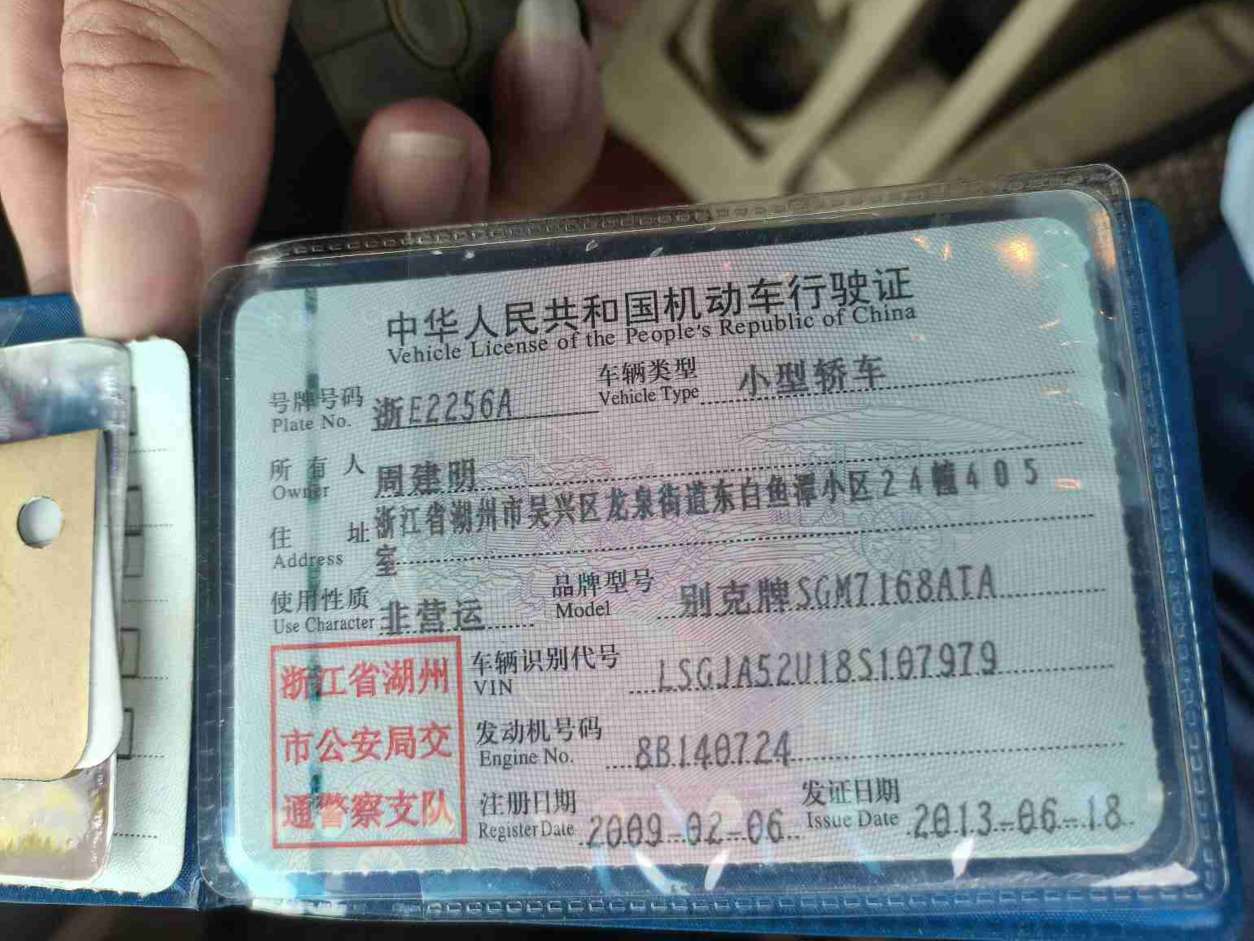 中华人民共和国机动车行驶证
Vehicle License of the People's Republic of China
号牌号码 浙E2256A 车辆类型 小型轿车
Plate No. Vehicle Type
所有人 周建明
Owner
住址 浙江省湖州市吴兴区龙泉街道东白鱼潭小区24幢405
Address 室
使用性质 非营运 品牌型号 别克牌SGM7168ATA
Use Character Model
浙江省湖州 车辆识别代号 LSGJA52U18S107979
VIN
市公安局交 发动机号码 8B140724
Engine No.
通警察支队 注册日期 2009-02-06 发证日期 2013-06-18
Register Date Issue Date